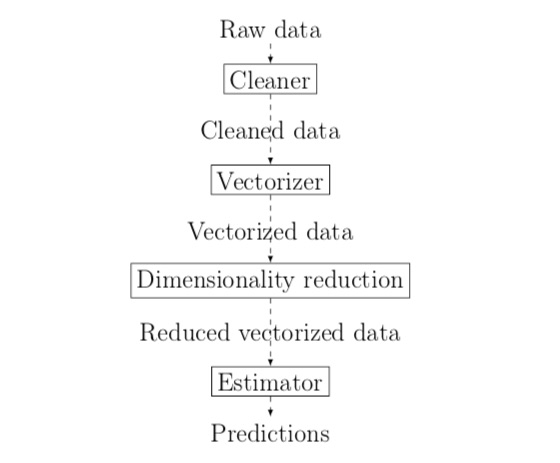 Raw data
Cleaner
Cleaned data
Vectorizer
Vectorized data
Dimensionality reduction
Reduced vectorized data
Estimator
Predictions